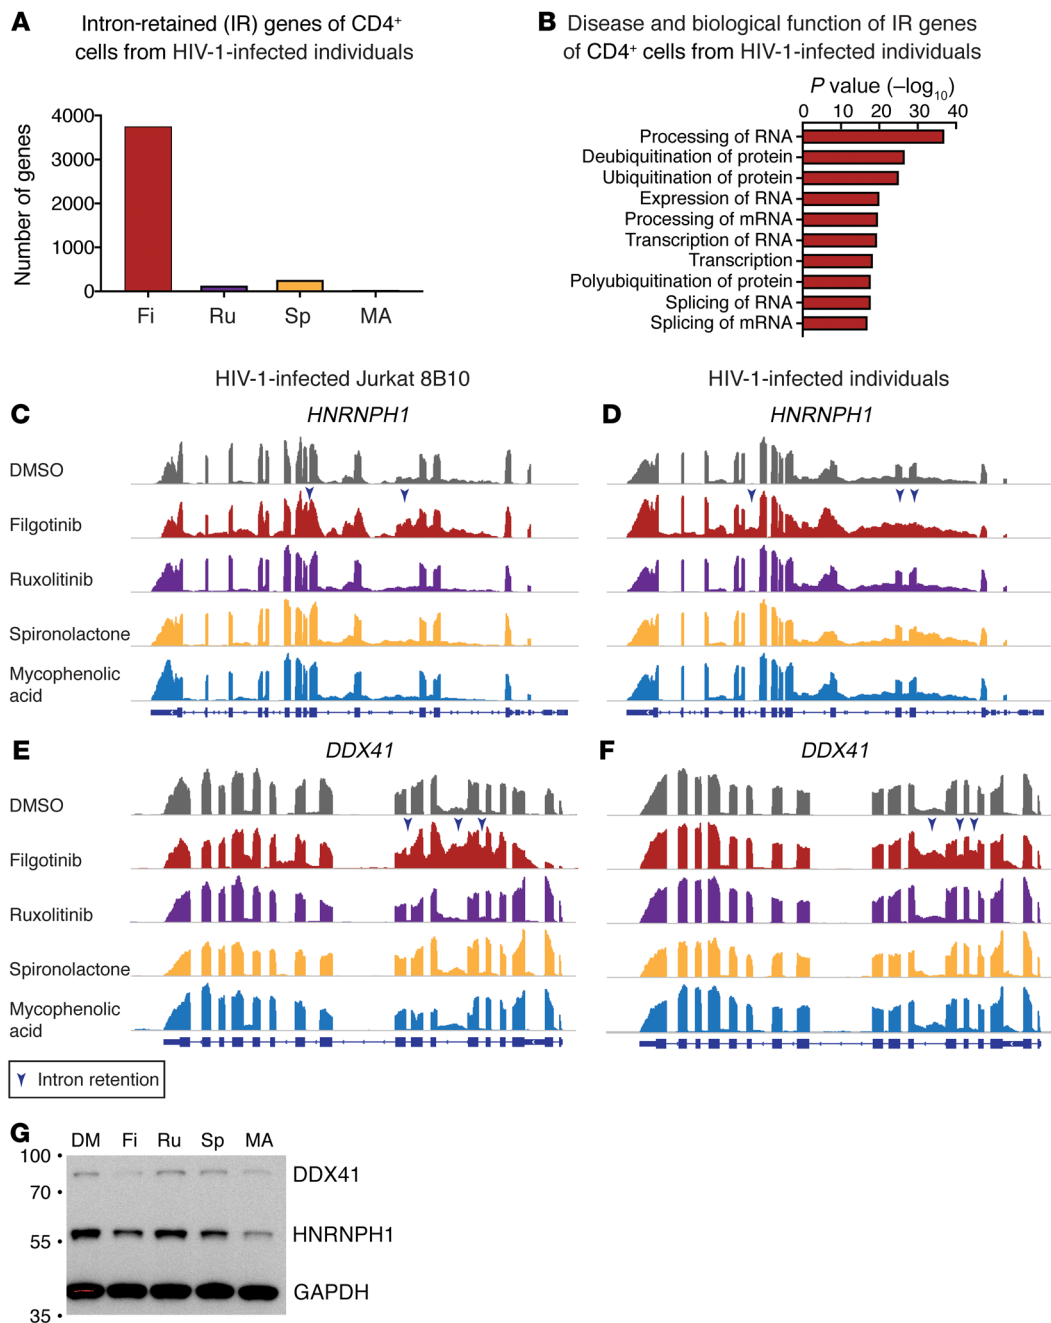 A
Intron-retained (IR) genes of CD4⁺
cells from HIV-1-infected individuals
Number of genes
4000
3000
2000
1000
0
Fi Ru Sp MA
B
Disease and biological function of IR genes
of CD4⁺ cells from HIV-1-infected individuals
P value (–log₁₀)
0 10 20 30 40
Processing of RNA
Deubiquitination of protein
Ubiquitination of protein
Expression of RNA
Processing of mRNA
Transcription of RNA
Transcription
Polyubiquitination of protein
Splicing of RNA
Splicing of mRNA
HIV-1-infected Jurkat 8B10
HIV-1-infected individuals
C
HNRNPH1
D
HNRNPH1
DMSO
Filgotinib
Ruxolitinib
Spironolactone
Mycophenolic
acid
E
DDX41
F
DDX41
DMSO
Filgotinib
Ruxolitinib
Spironolactone
Mycophenolic
acid
Intron retention
G
DM Fi Ru Sp MA
100
70
55
35
DDX41
HNRNPH1
GAPDH